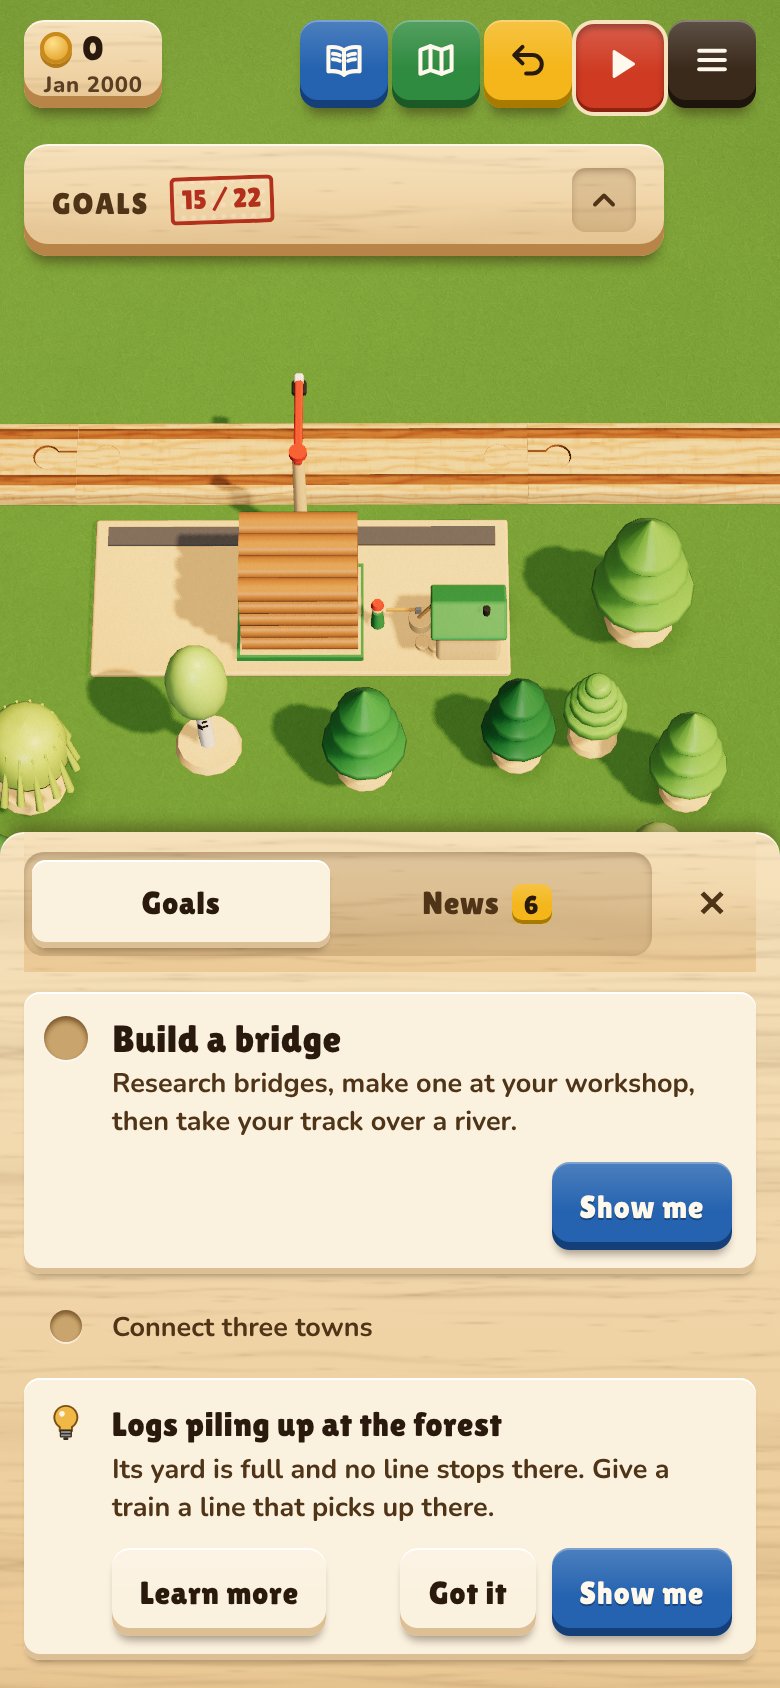 0
Jan 2000
GOALS 15 / 22
Goals
News 6
Build a bridge
Research bridges, make one at your workshop,
then take your track over a river.
Show me
Connect three towns
Logs piling up at the forest
Its yard is full and no line stops there. Give a
train a line that picks up there.
Learn more
Got it
Show me